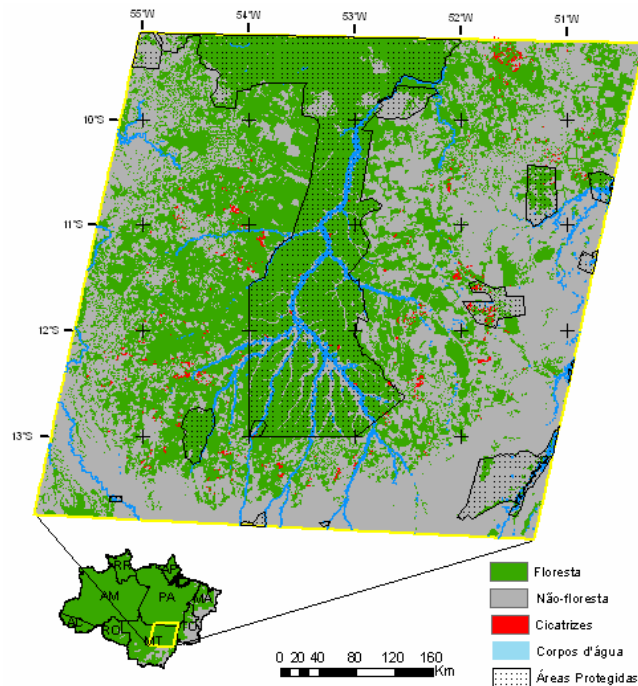 55°W 54°W 53°W 52°W 51°W
10°S
11°S
12°S
13°S
RR AP
AM PA MA
AC RO TO
MT
Floresta
Não-floresta
Cicatrizes
Corpos d'água
Áreas Protegidas
0 20 40 80 120 160
Km